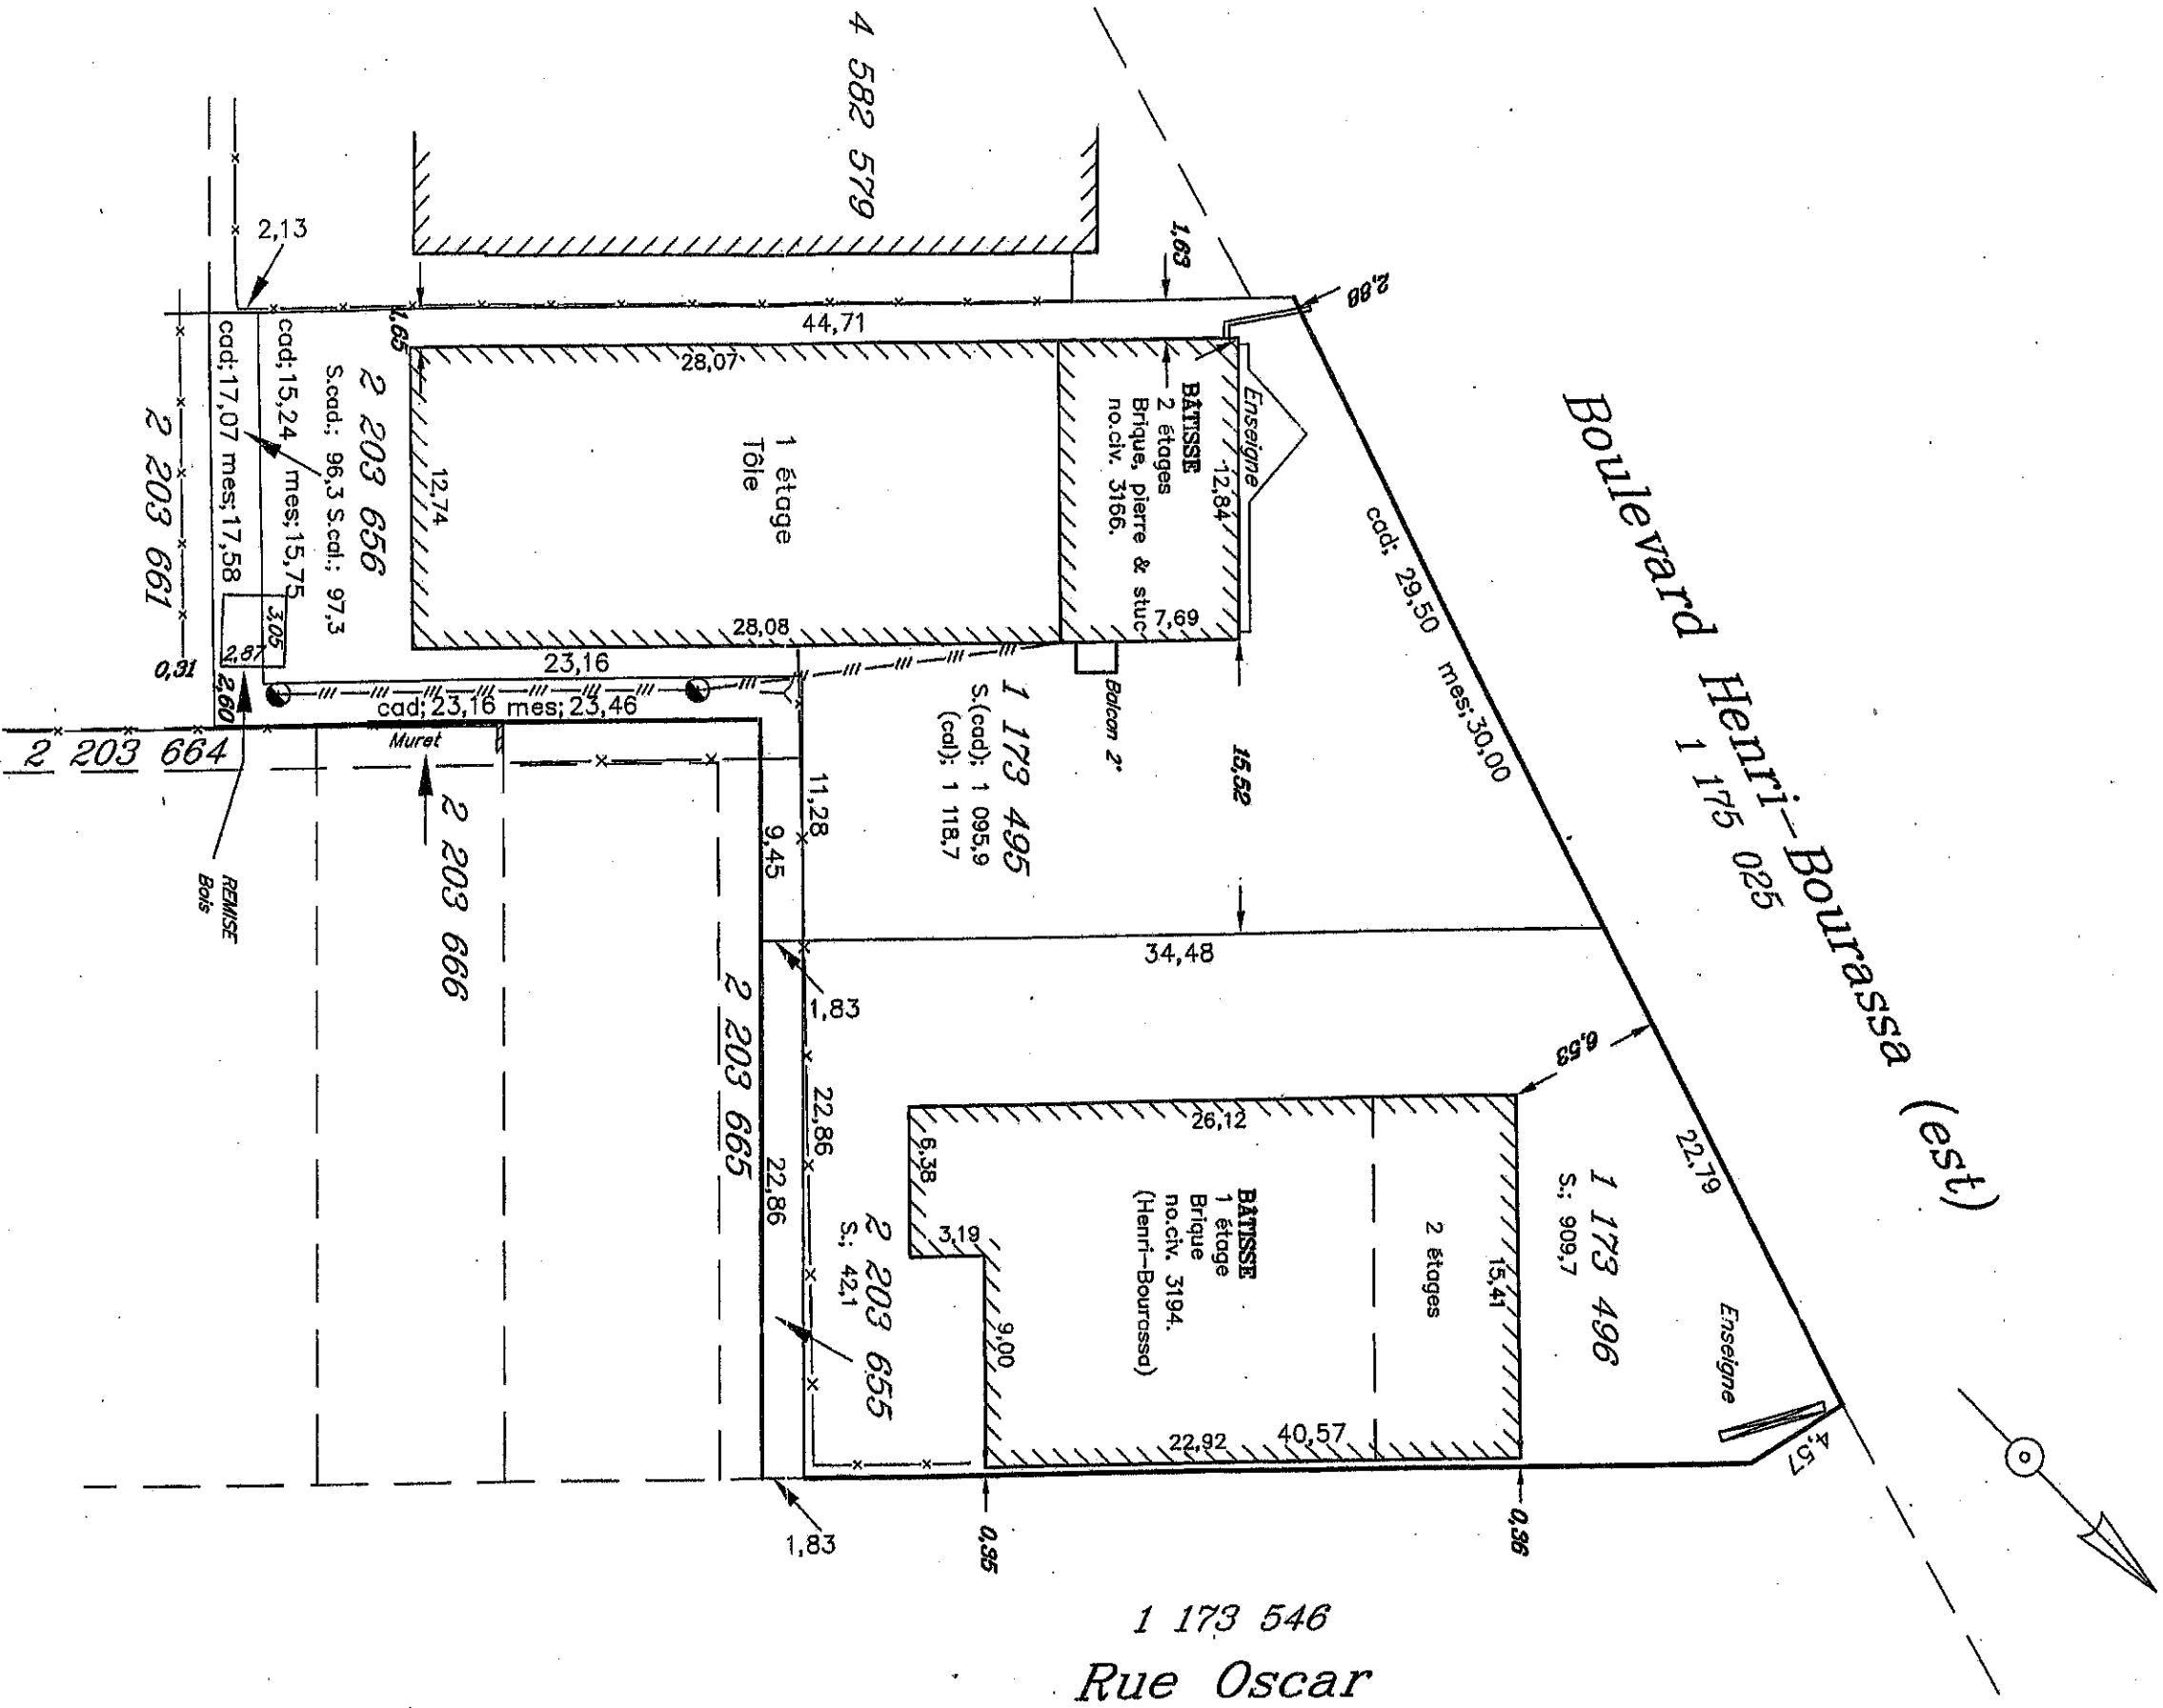 4 582 579
Boulevard Henri-Bourassa (est)
1 175 025
2,13
1,63
2,88
44,71
1,65
28,07
Enseigne
BÂTISSE
2 étages
Brique, pierre & stuc
no.civ. 3166.
12,84
7,69
1 étage
Tôle
12,74
28,08
cad; 29,50 mes; 30,00
cad; 15,24 mes; 15,75
cad; 17,07 mes; 17,58
2 203 656
S.cad.; 96,3 S.cal.; 97,3
2 203 661
0,91
3,05
2,87
2,60
23,16
cad; 23,16 mes; 23,46
Muret
2 203 664
REMISE
Bois
2 203 666
Balcon 2°
1 173 495
S.(cad); 1 095,9
(cal); 1 118,7
15,52
11,28
9,45
34,48
1,83
2 203 665
22,86
22,86
6,53
22,79
26,12
6,38
3,19
9,00
BÂTISSE
1 étage
Brique
no.civ. 3194.
(Henri-Bourassa)
2 étages
15,41
1 173 496
S.; 909,7
Enseigne
4,57
2 203 655
S.; 42,1
22,92
40,57
1,83
0,95
0,96
1 173 546
Rue Oscar